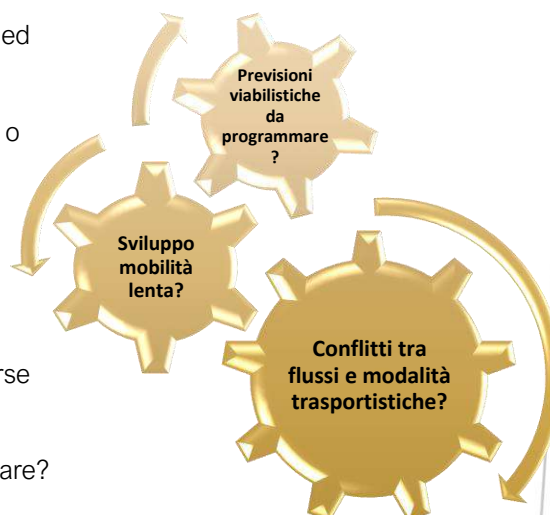 ed
Previsioni
viabilistiche
da
programmare
?
o
Sviluppo
mobilità
lenta?
Conflitti tra
flussi e modalità
trasportistiche?
rse
are?